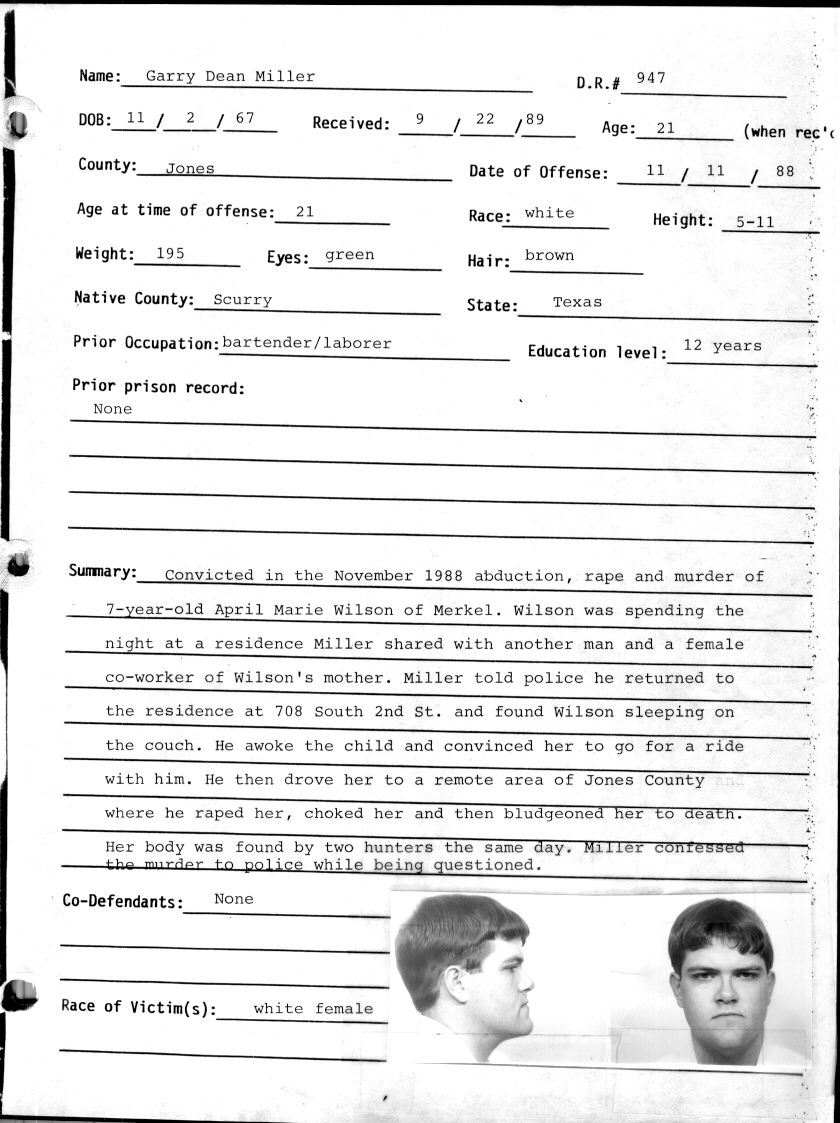 Name: Garry Dean Miller D.R.# 947
DOB: 11 / 2 / 67 Received: 9 / 22 / 89 Age: 21 (when rec'
County: Jones Date of Offense: 11 / 11 / 88
Age at time of offense: 21 Race: white Height: 5-11
Weight: 195 Eyes: green Hair: brown
Native County: Scurry State: Texas
Prior Occupation: bartender/laborer Education level: 12 years
Prior prison record:
None
Summary: Convicted in the November 1988 abduction, rape and murder of
7-year-old April Marie Wilson of Merkel. Wilson was spending the
night at a residence Miller shared with another man and a female
co-worker of Wilson's mother. Miller told police he returned to
the residence at 708 South 2nd St. and found Wilson sleeping on
the couch. He awoke the child and convinced her to go for a ride
with him. He then drove her to a remote area of Jones County and
where he raped her, choked her and then bludgeoned her to death.
Her body was found by two hunters the same day. Miller confessed
the murder to police while being questioned.
Co-Defendants: None
Race of Victim(s): white female